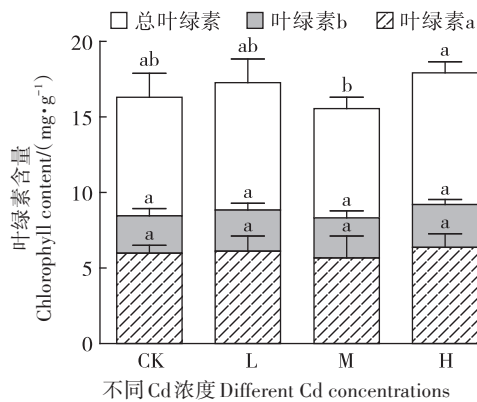 总叶绿素 叶绿素b 叶绿素a
叶绿素含量
Chlorophyll content/(mg·g⁻¹)
20
15
10
5
0
ab ab b a
a a a a
a a a a
CK L M H
不同Cd浓度 Different Cd concentrations